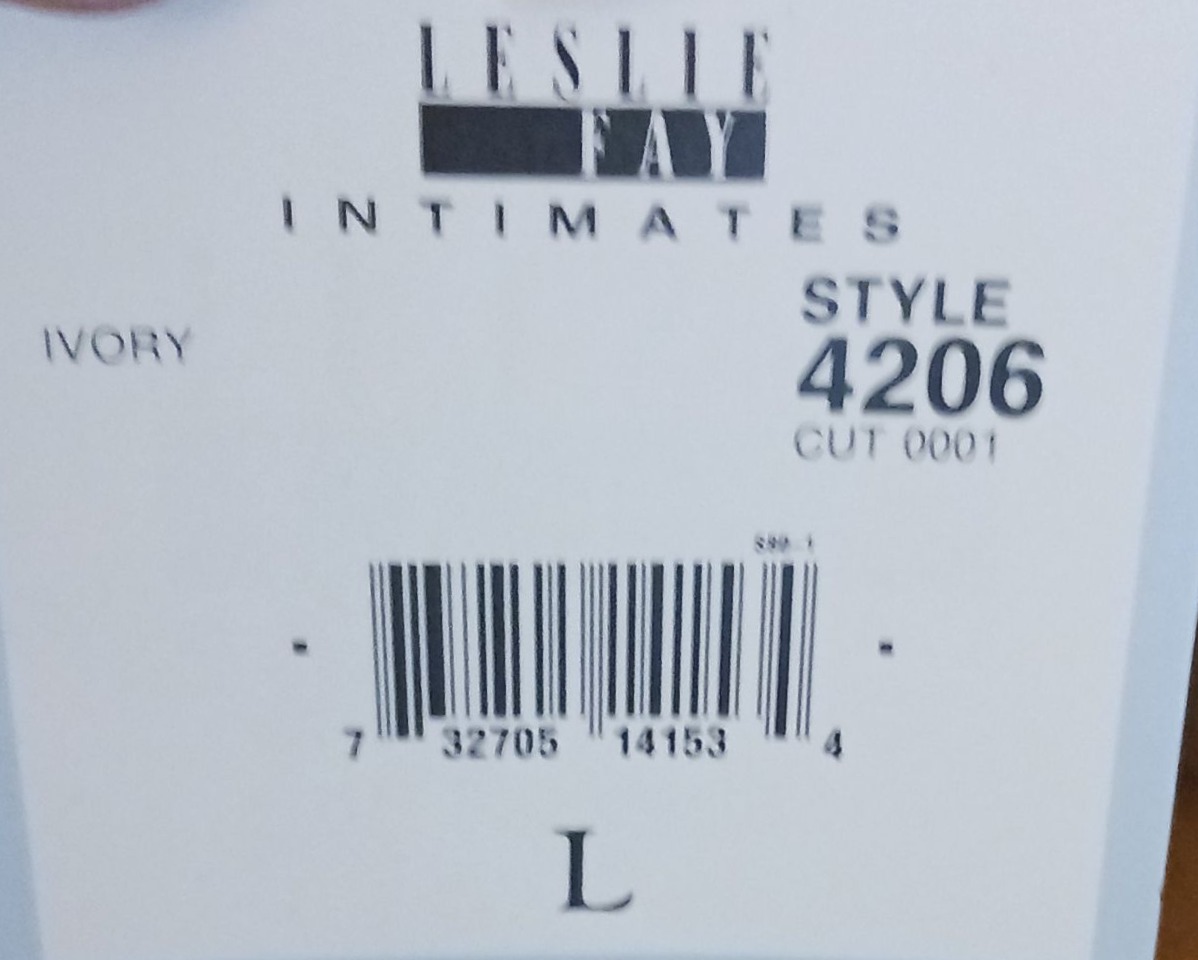 LESLIE
FAY
INTIMATES
IVORY
STYLE
4206
CUT 0001
7 32705 14153 4
L